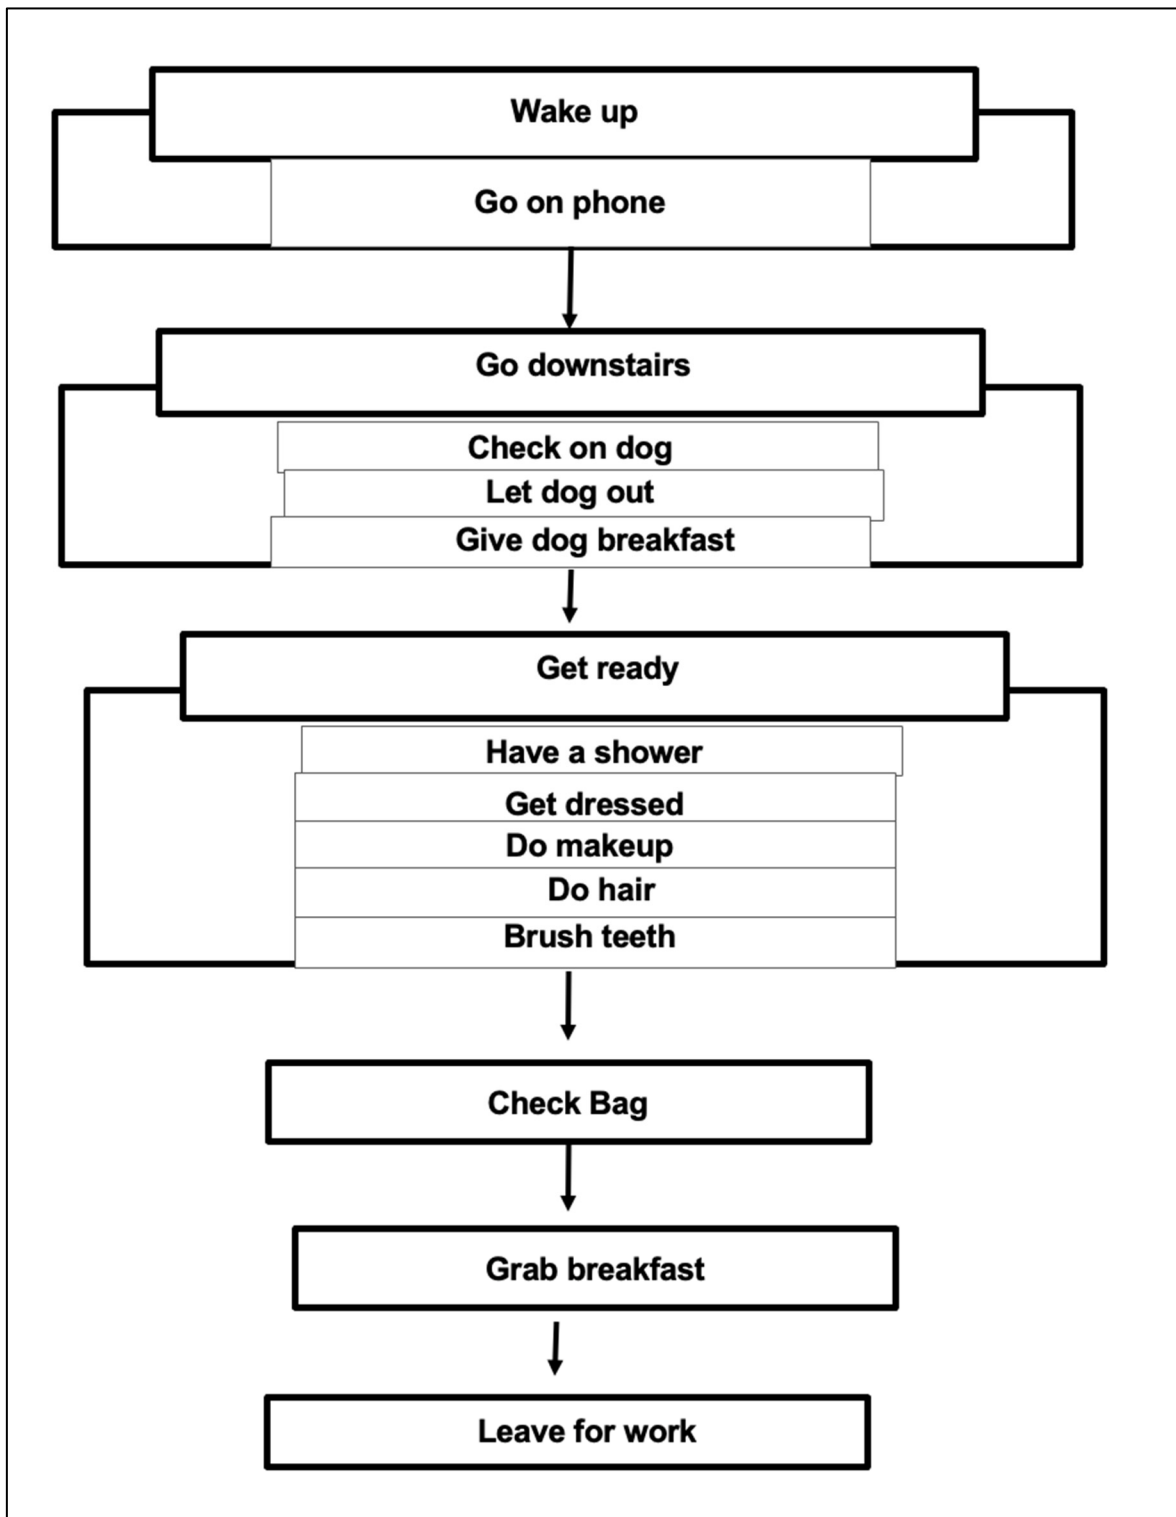 Wake up
Go on phone
Go downstairs
Check on dog
Let dog out
Give dog breakfast
Get ready
Have a shower
Get dressed
Do makeup
Do hair
Brush teeth
Check Bag
Grab breakfast
Leave for work